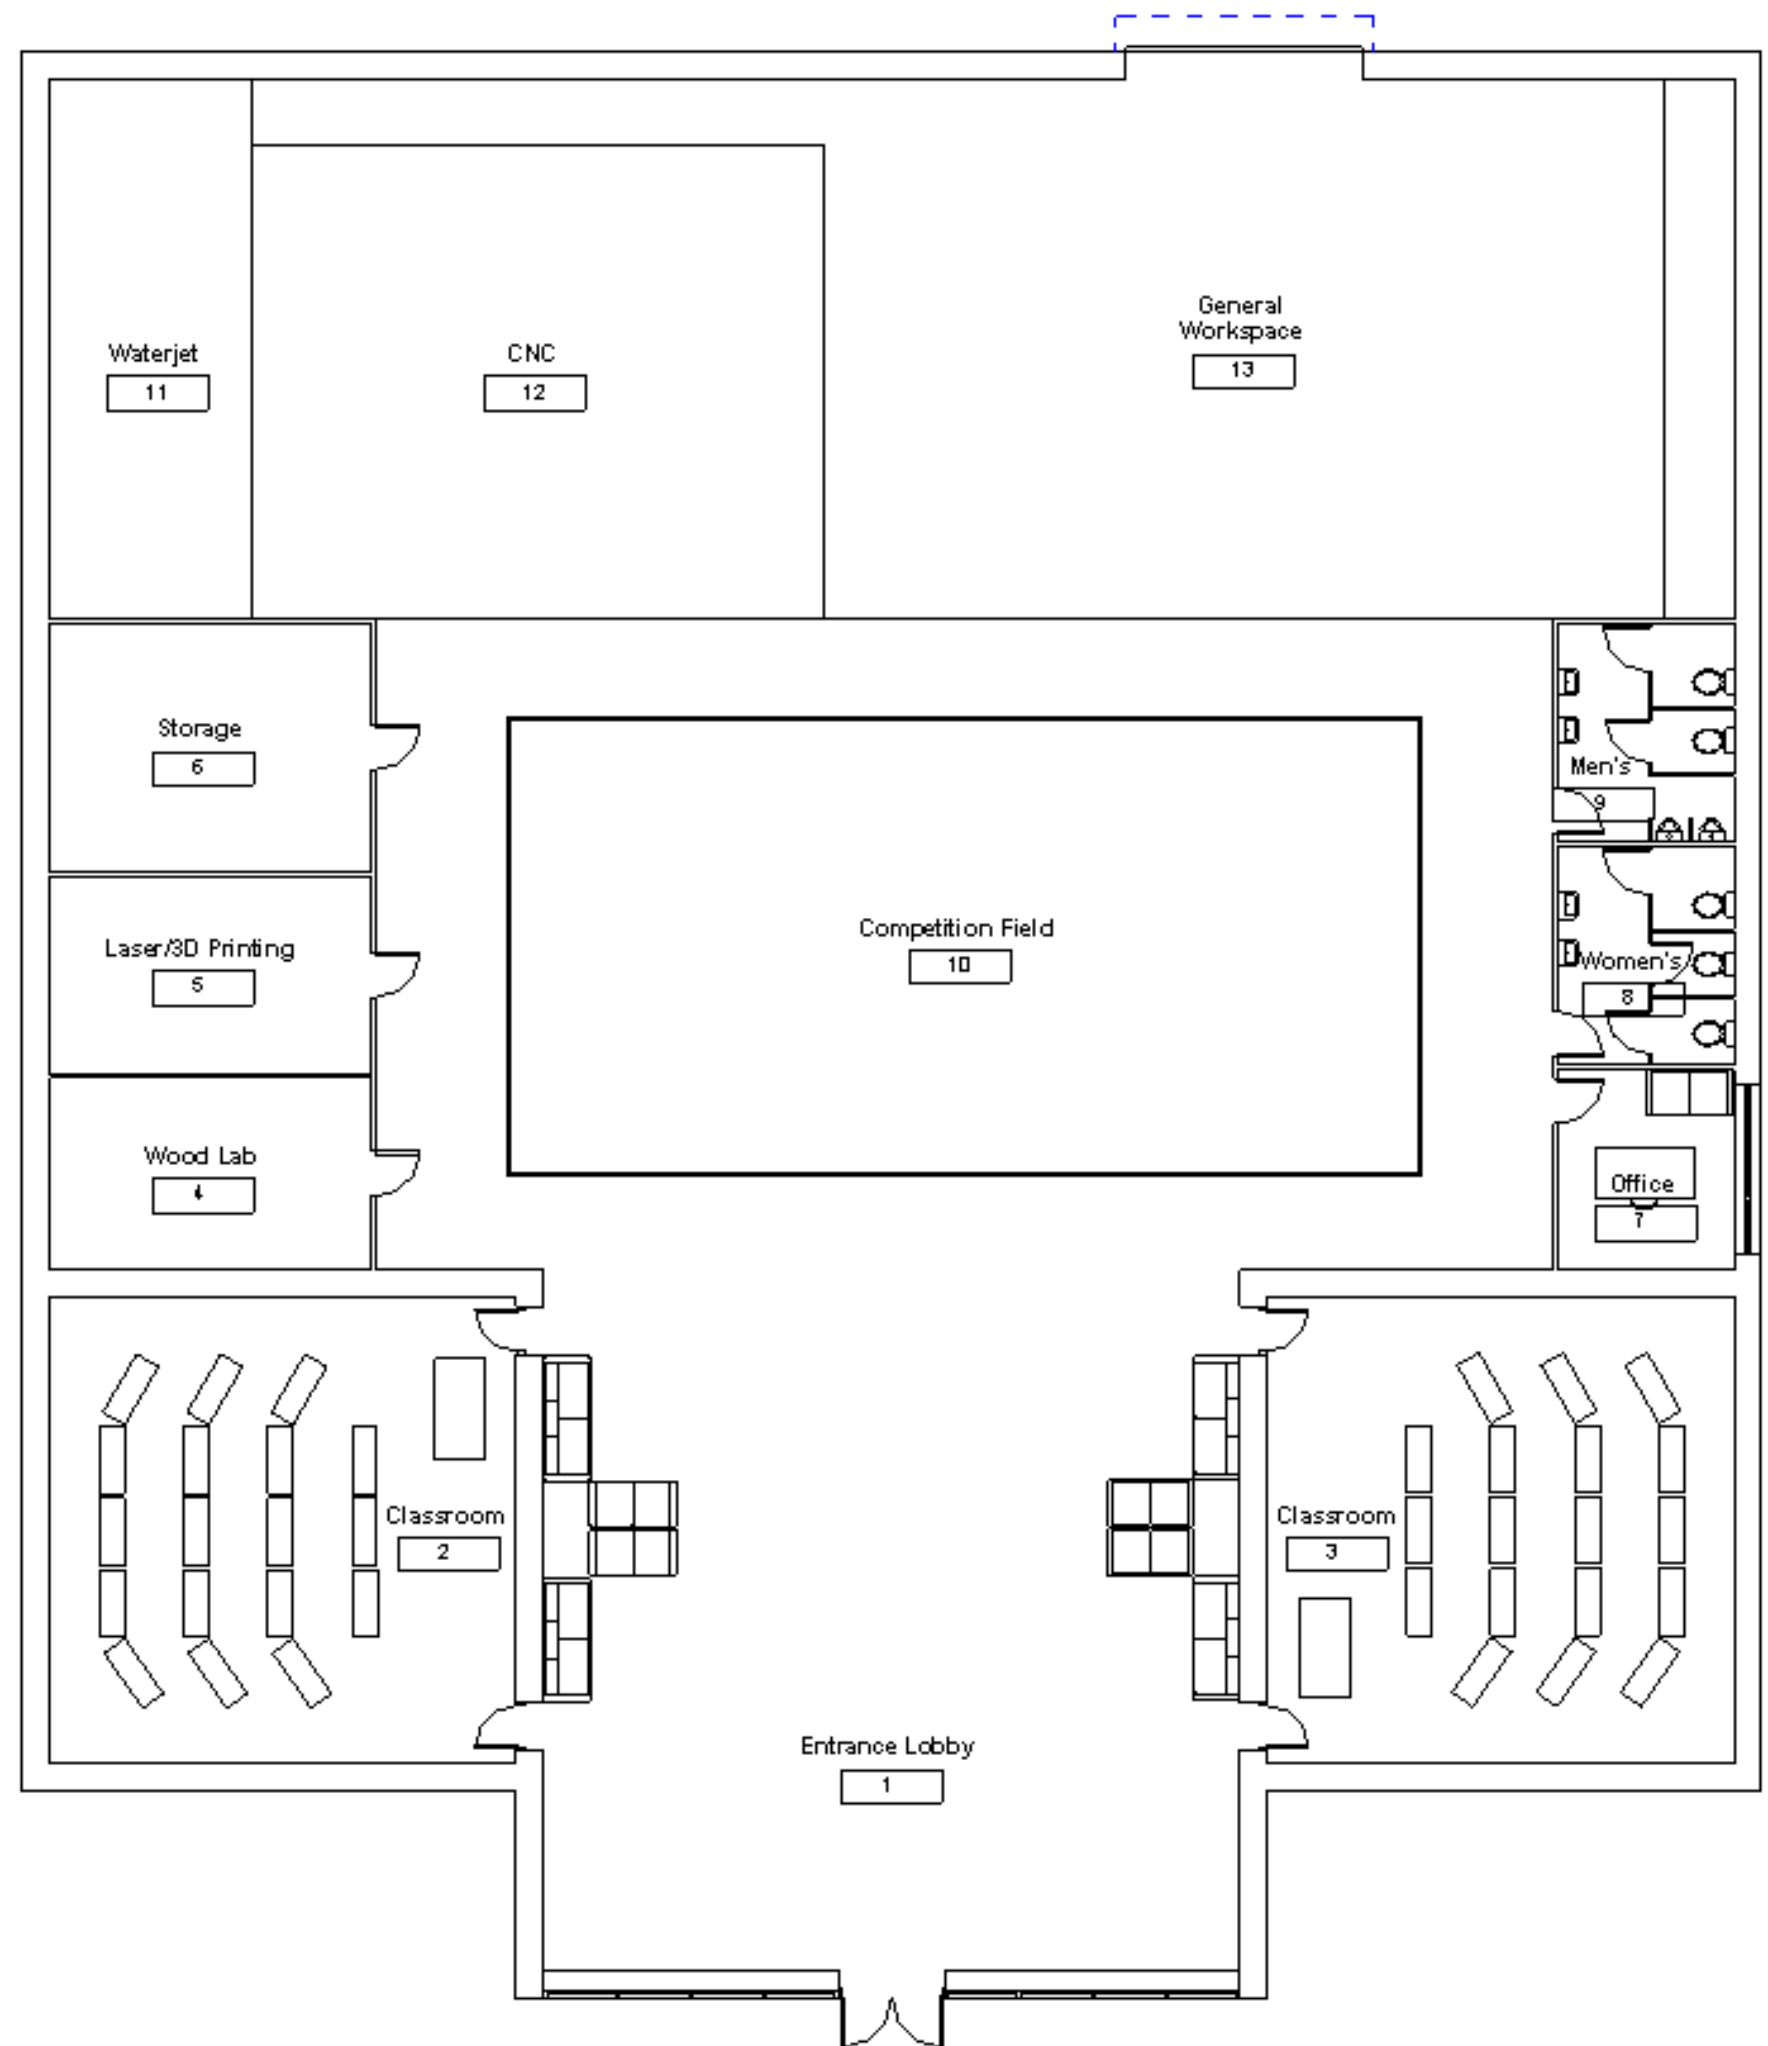 General
Workspace
13
Waterjet
11
CNC
12
Storage
6
Men's
9
Laser/3D Printing
5
Competition Field
10
Women's
8
Wood Lab
4
Office
7
Classroom
2
Classroom
3
Entrance Lobby
1